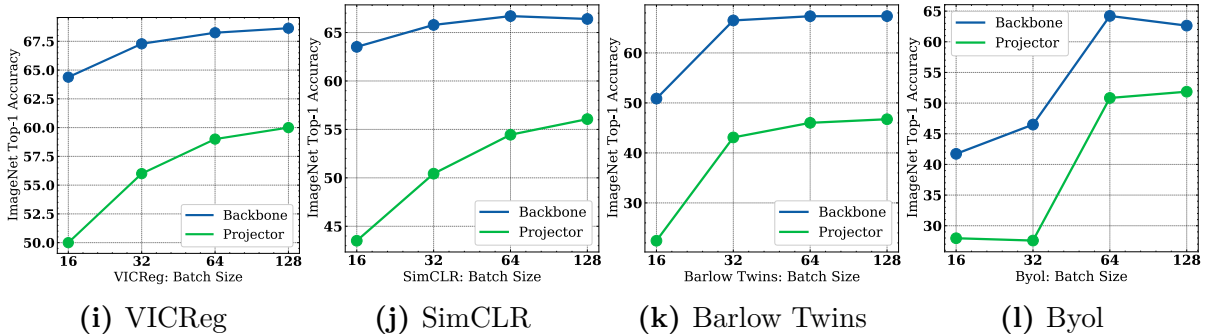 ImageNet Top-1 Accuracy
67.5
65.0
62.5
60.0
57.5
55.0
52.5
50.0
Backbone
Projector
16 32 64 128
VICReg: Batch Size
(i) VICReg
ImageNet Top-1 Accuracy
65
60
55
50
45
Backbone
Projector
16 32 64 128
SimCLR: Batch Size
(j) SimCLR
ImageNet Top-1 Accuracy
60
50
40
30
Backbone
Projector
16 32 64 128
Barlow Twins: Batch Size
(k) Barlow Twins
ImageNet Top-1 Accuracy
65
60
55
50
45
40
35
30
Backbone
Projector
16 32 64 128
Byol: Batch Size
(l) Byol